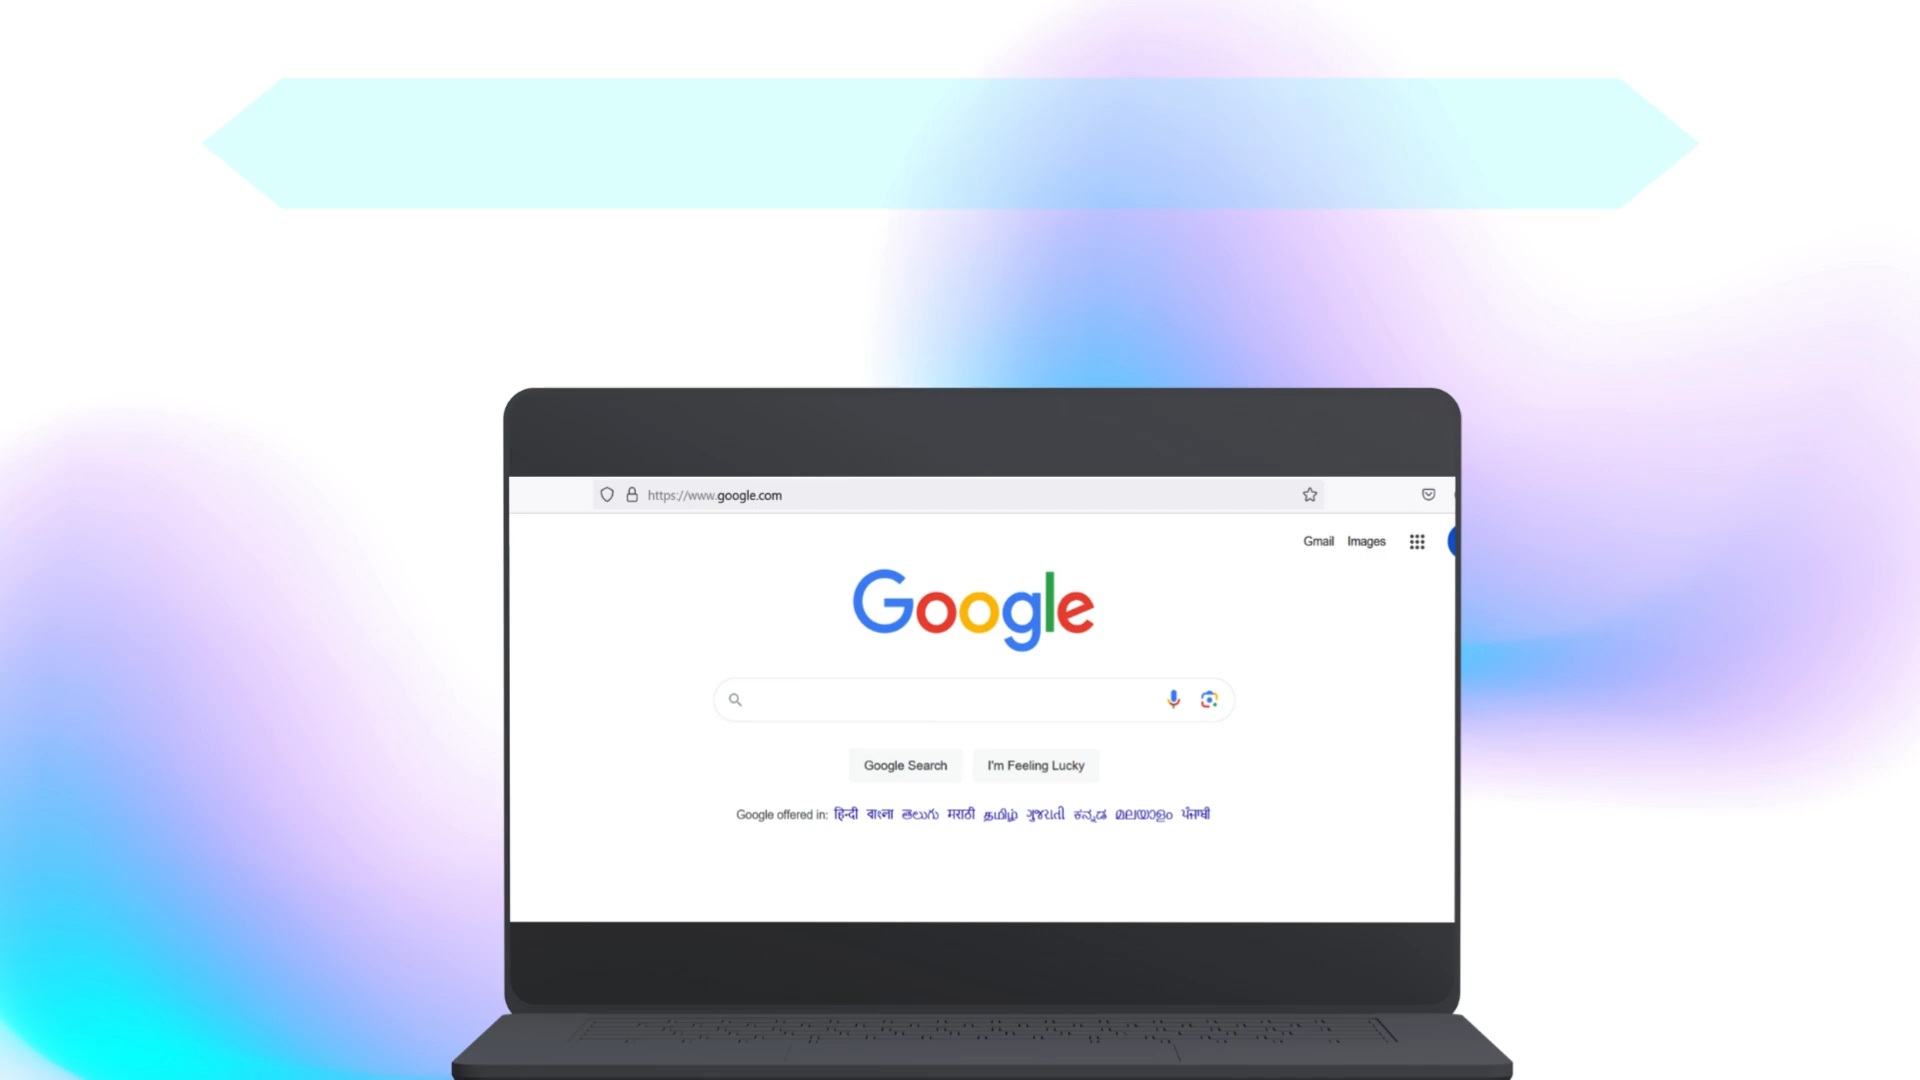 https://www.google.com
Gmail Images
Google
Google Search I'm Feeling Lucky
Google offered in: हिन्दी বাংলা తెలుగు मराठी தமிழ் ગુજરાતી ಕನ್ನಡ മലയാളം ਪੰਜਾਬੀ